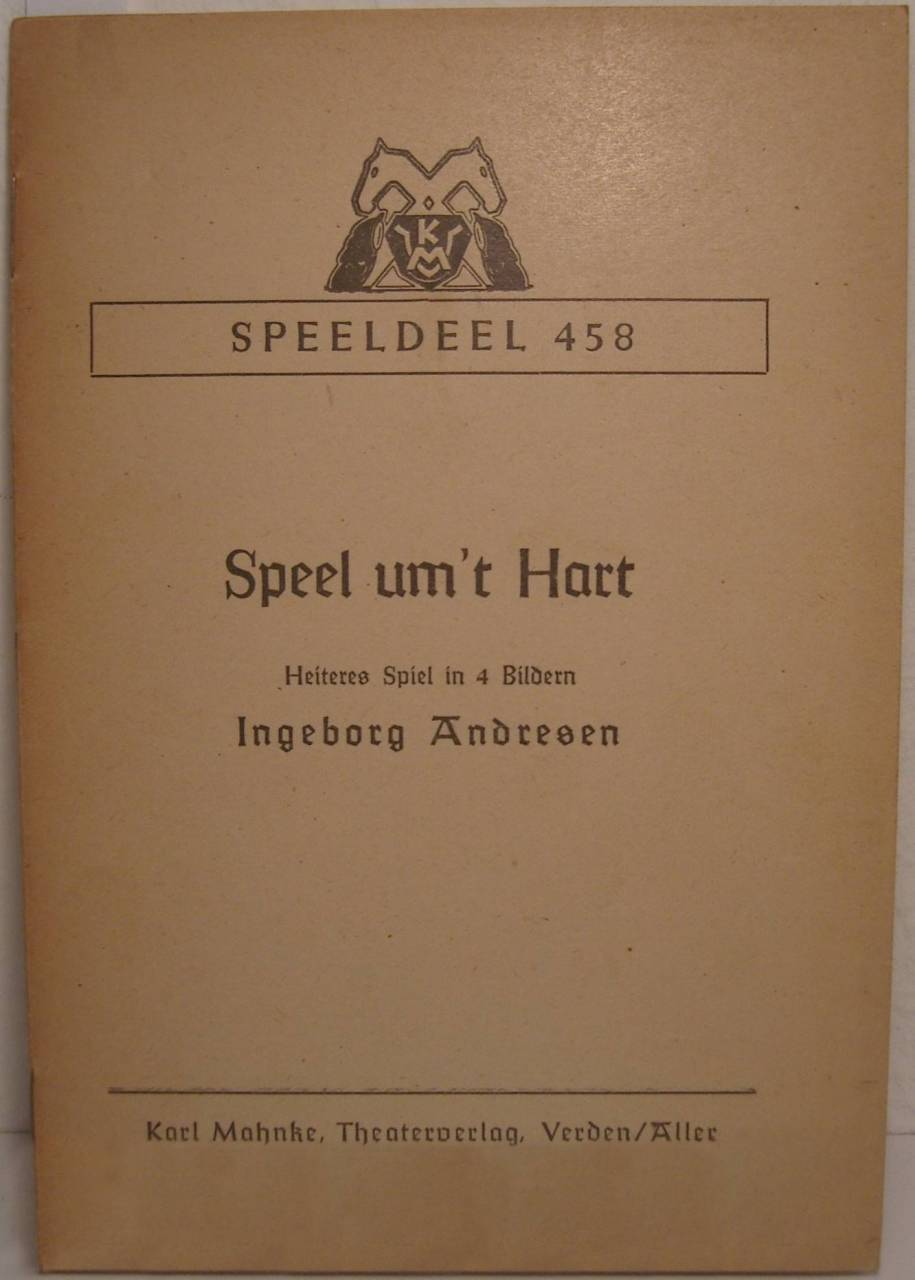 KM
SPEELDEEL 458
Speel um't Hart
Heiteres Spiel in 4 Bildern
Ingeborg Andresen
Karl Mahnke, Theaterverlag, Verden/Aller